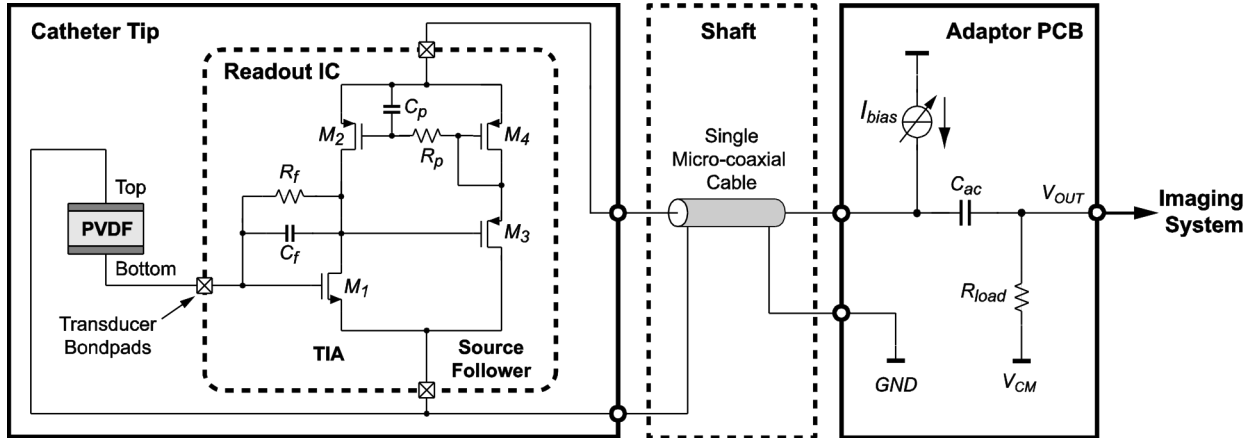 Catheter Tip
Readout IC
C_p
M_2
R_p
M_4
R_f
Top
PVDF
C_f
M_3
Bottom
M_1
Transducer
Bondpads
TIA
Source
Follower
Shaft
Single
Micro-coaxial
Cable
Adaptor PCB
I_bias
C_ac
V_OUT
R_load
GND
V_CM
Imaging
System